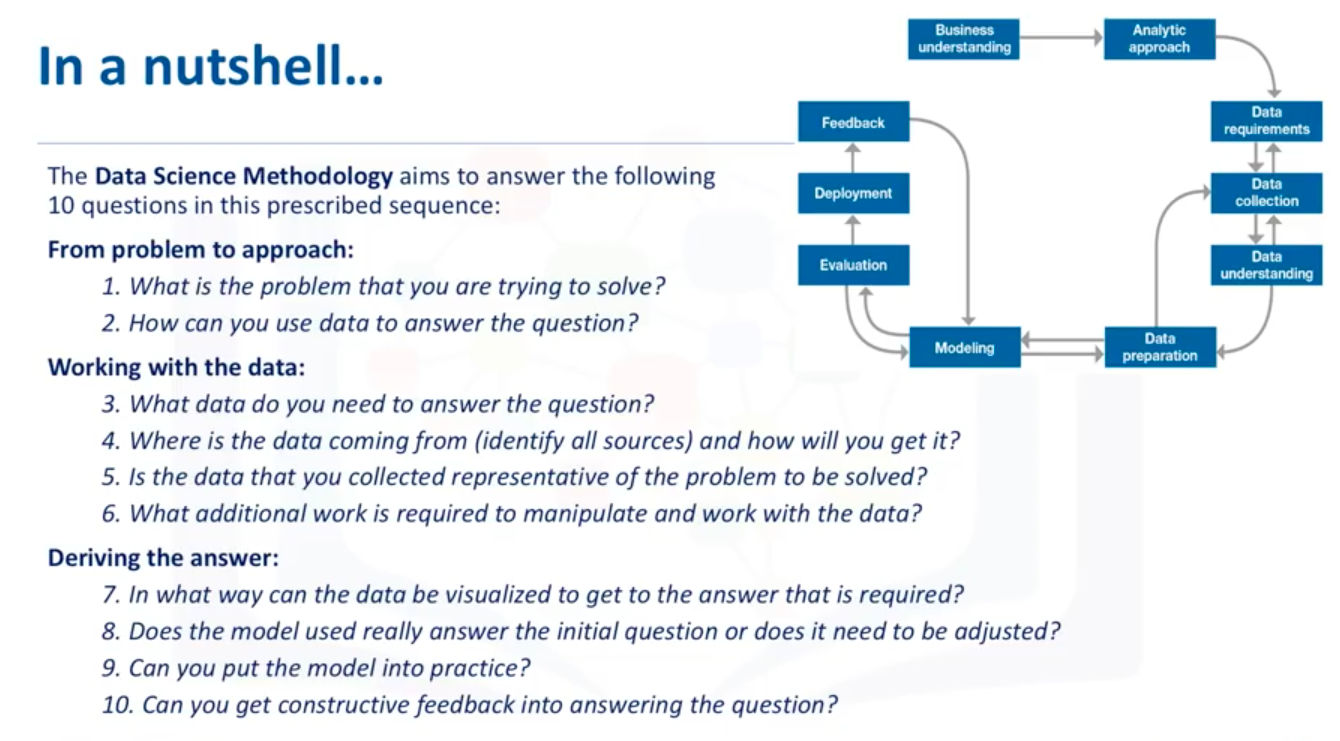 In a nutshell...
The Data Science Methodology aims to answer the following
10 questions in this prescribed sequence:
From problem to approach:
1. What is the problem that you are trying to solve?
2. How can you use data to answer the question?
Working with the data:
3. What data do you need to answer the question?
4. Where is the data coming from (identify all sources) and how will you get it?
5. Is the data that you collected representative of the problem to be solved?
6. What additional work is required to manipulate and work with the data?
Deriving the answer:
7. In what way can the data be visualized to get to the answer that is required?
8. Does the model used really answer the initial question or does it need to be adjusted?
9. Can you put the model into practice?
10. Can you get constructive feedback into answering the question?
Business
understanding
Analytic
approach
Data
requirements
Data
collection
Data
understanding
Data
preparation
Modeling
Evaluation
Deployment
Feedback